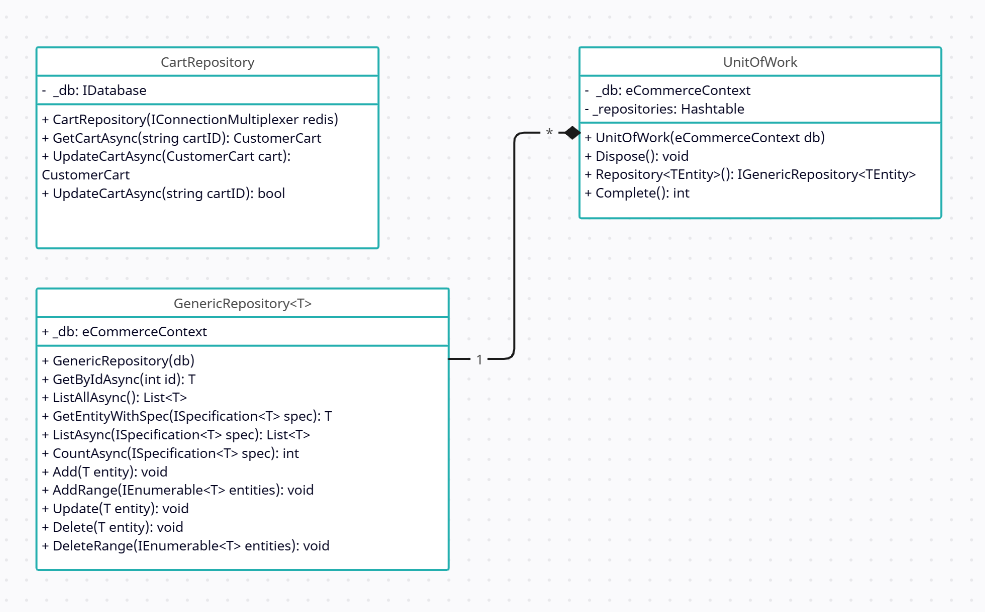 CartRepository
- _db: IDatabase
+ CartRepository(IConnectionMultiplexer redis)
+ GetCartAsync(string cartID): CustomerCart
+ UpdateCartAsync(CustomerCart cart):
CustomerCart
+ UpdateCartAsync(string cartID): bool
UnitOfWork
- _db: eCommerceContext
- _repositories: Hashtable
+ UnitOfWork(eCommerceContext db)
+ Dispose(): void
+ Repository<TEntity>(): IGenericRepository<TEntity>
+ Complete(): int
*
GenericRepository<T>
+ _db: eCommerceContext
+ GenericRepository(db)
+ GetByIdAsync(int id): T
+ ListAllAsync(): List<T>
+ GetEntityWithSpec(ISpecification<T> spec): T
+ ListAsync(ISpecification<T> spec): List<T>
+ CountAsync(ISpecification<T> spec): int
+ Add(T entity): void
+ AddRange(IEnumerable<T> entities): void
+ Update(T entity): void
+ Delete(T entity): void
+ DeleteRange(IEnumerable<T> entities): void
1